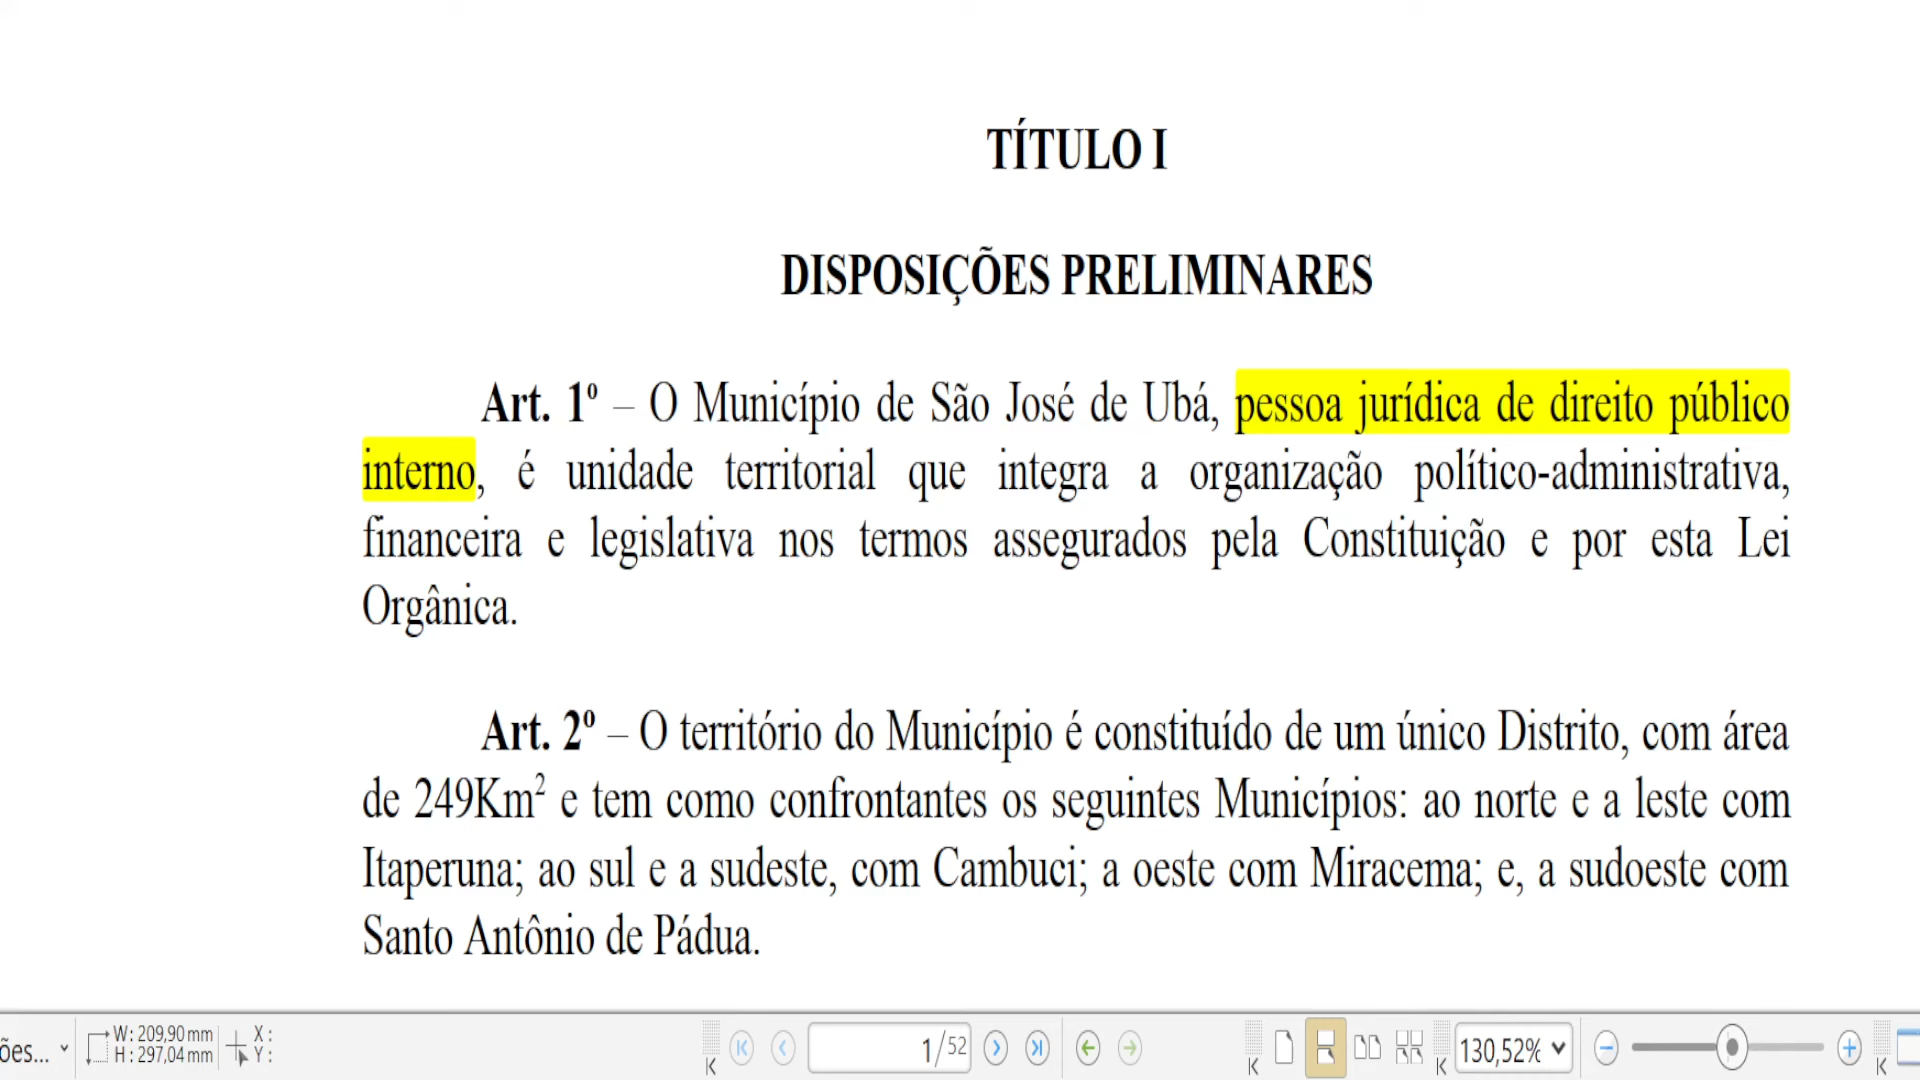 TÍTULO I
DISPOSIÇÕES PRELIMINARES
Art. 1º – O Município de São José de Ubá, pessoa jurídica de direito público
interno, é unidade territorial que integra a organização político-administrativa,
financeira e legislativa nos termos assegurados pela Constituição e por esta Lei
Orgânica.
Art. 2º – O território do Município é constituído de um único Distrito, com área
de 249Km² e tem como confrontantes os seguintes Municípios: ao norte e a leste com
Itaperuna; ao sul e a sudeste, com Cambuci; a oeste com Miracema; e, a sudoeste com
Santo Antônio de Pádua.
ões... W: 209,90 mm X: 1/52 130,52%
H: 297,04 mm Y: